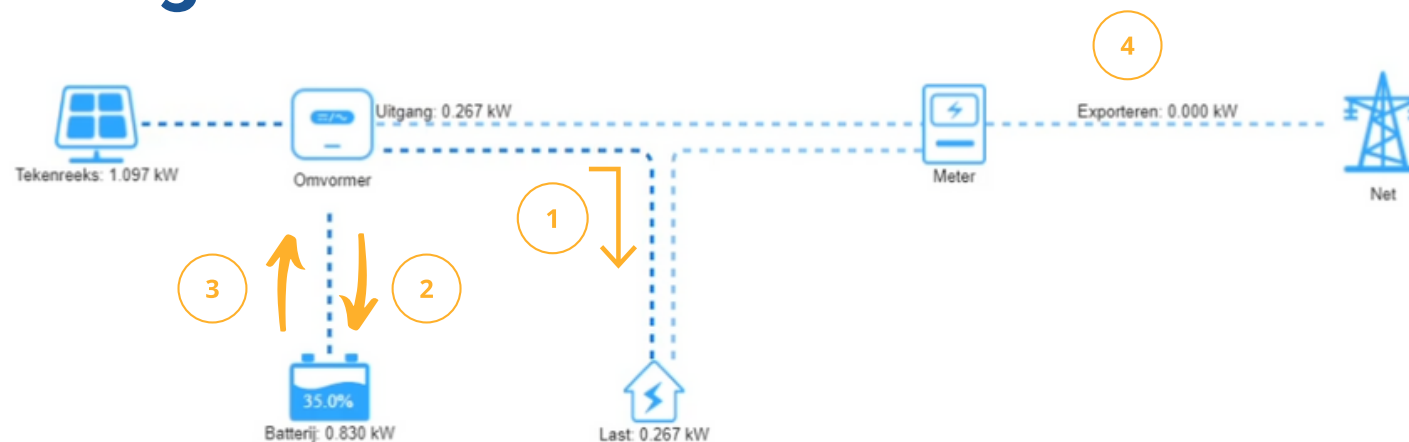 4
Uitgang: 0.267 kW
Exporteren: 0.000 kW
Tekenreeks: 1.097 kW
Omvormer
Meter
Net
1
3
2
35.0%
Batterij: 0.830 kW
Last: 0.267 kW